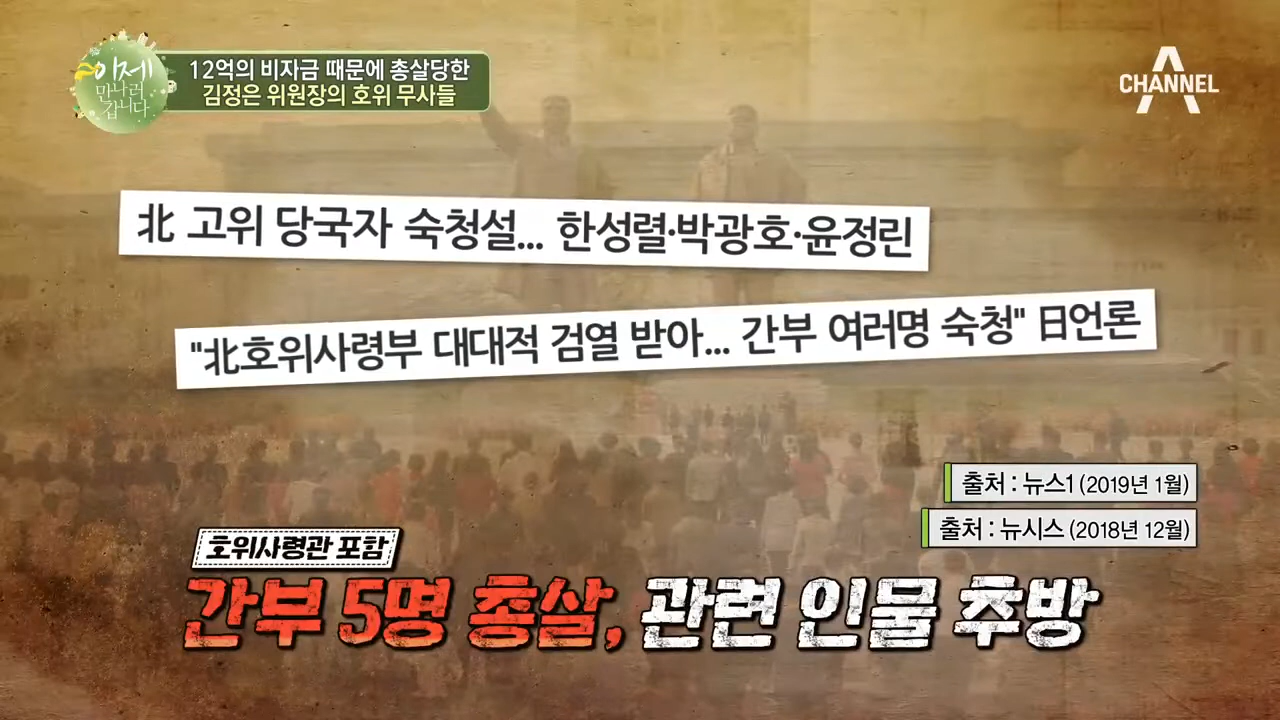 이제
만나러
갑니다
12억의 비자금 때문에 총살당한
김정은 위원장의 호위 무사들
CHANNEL A
北 고위 당국자 숙청설... 한성렬·박광호·윤정린
"北호위사령부 대대적 검열 받아... 간부 여러명 숙청" 日언론
출처 : 뉴스1 (2019년 1월)
출처 : 뉴시스 (2018년 12월)
호위사령관 포함
간부 5명 총살, 관련 인물 추방